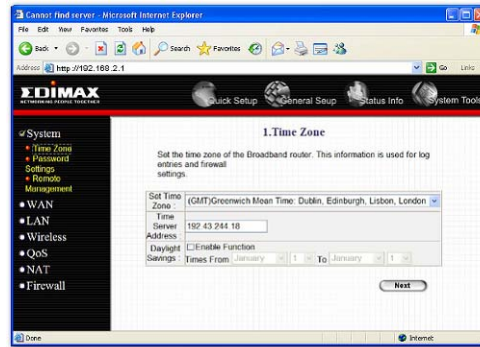 Cannot find server - Microsoft Internet Explorer
File Edit View Favorites Tools Help
Back Search Favorites
Address http://192.168.2.1 Go Links
EDIMAX
NETWORKING PEOPLE TOGETHER
Quick Setup General Seup Status Info System Tools
System
Time Zone
Password
Settings
Remote
Management
WAN
LAN
Wireless
QoS
NAT
Firewall
1.Time Zone
Set the time zone of the Broadband router. This information is used for log
entries and firewall
settings.
Set Time
Zone :
(GMT)Greenwich Mean Time: Dublin, Edinburgh, Lisbon, London
Time
Server
Address :
192.43.244.18
Daylight
Savings :
Enable Function
Times From January 1 To January 1
Next
Done Internet